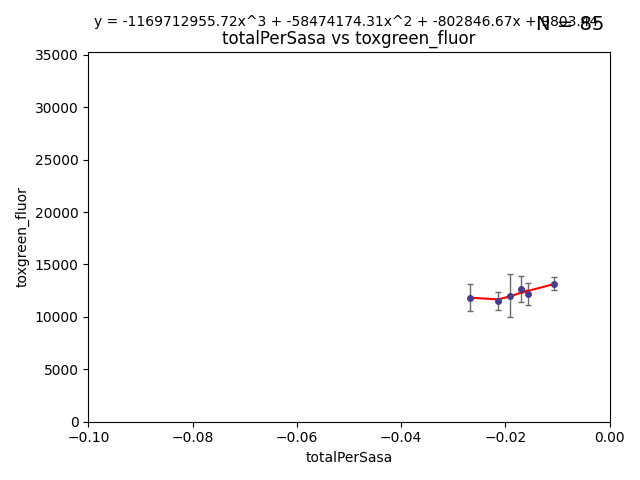 y = -1169712955.72x^3 + -58474174.31x^2 + -802846.67x +
N = 85
totalPerSasa vs toxgreen_fluor
35000
30000
25000
20000
15000
10000
5000
0
toxgreen_fluor
−0.10
−0.08
−0.06
−0.04
−0.02
0.00
totalPerSasa